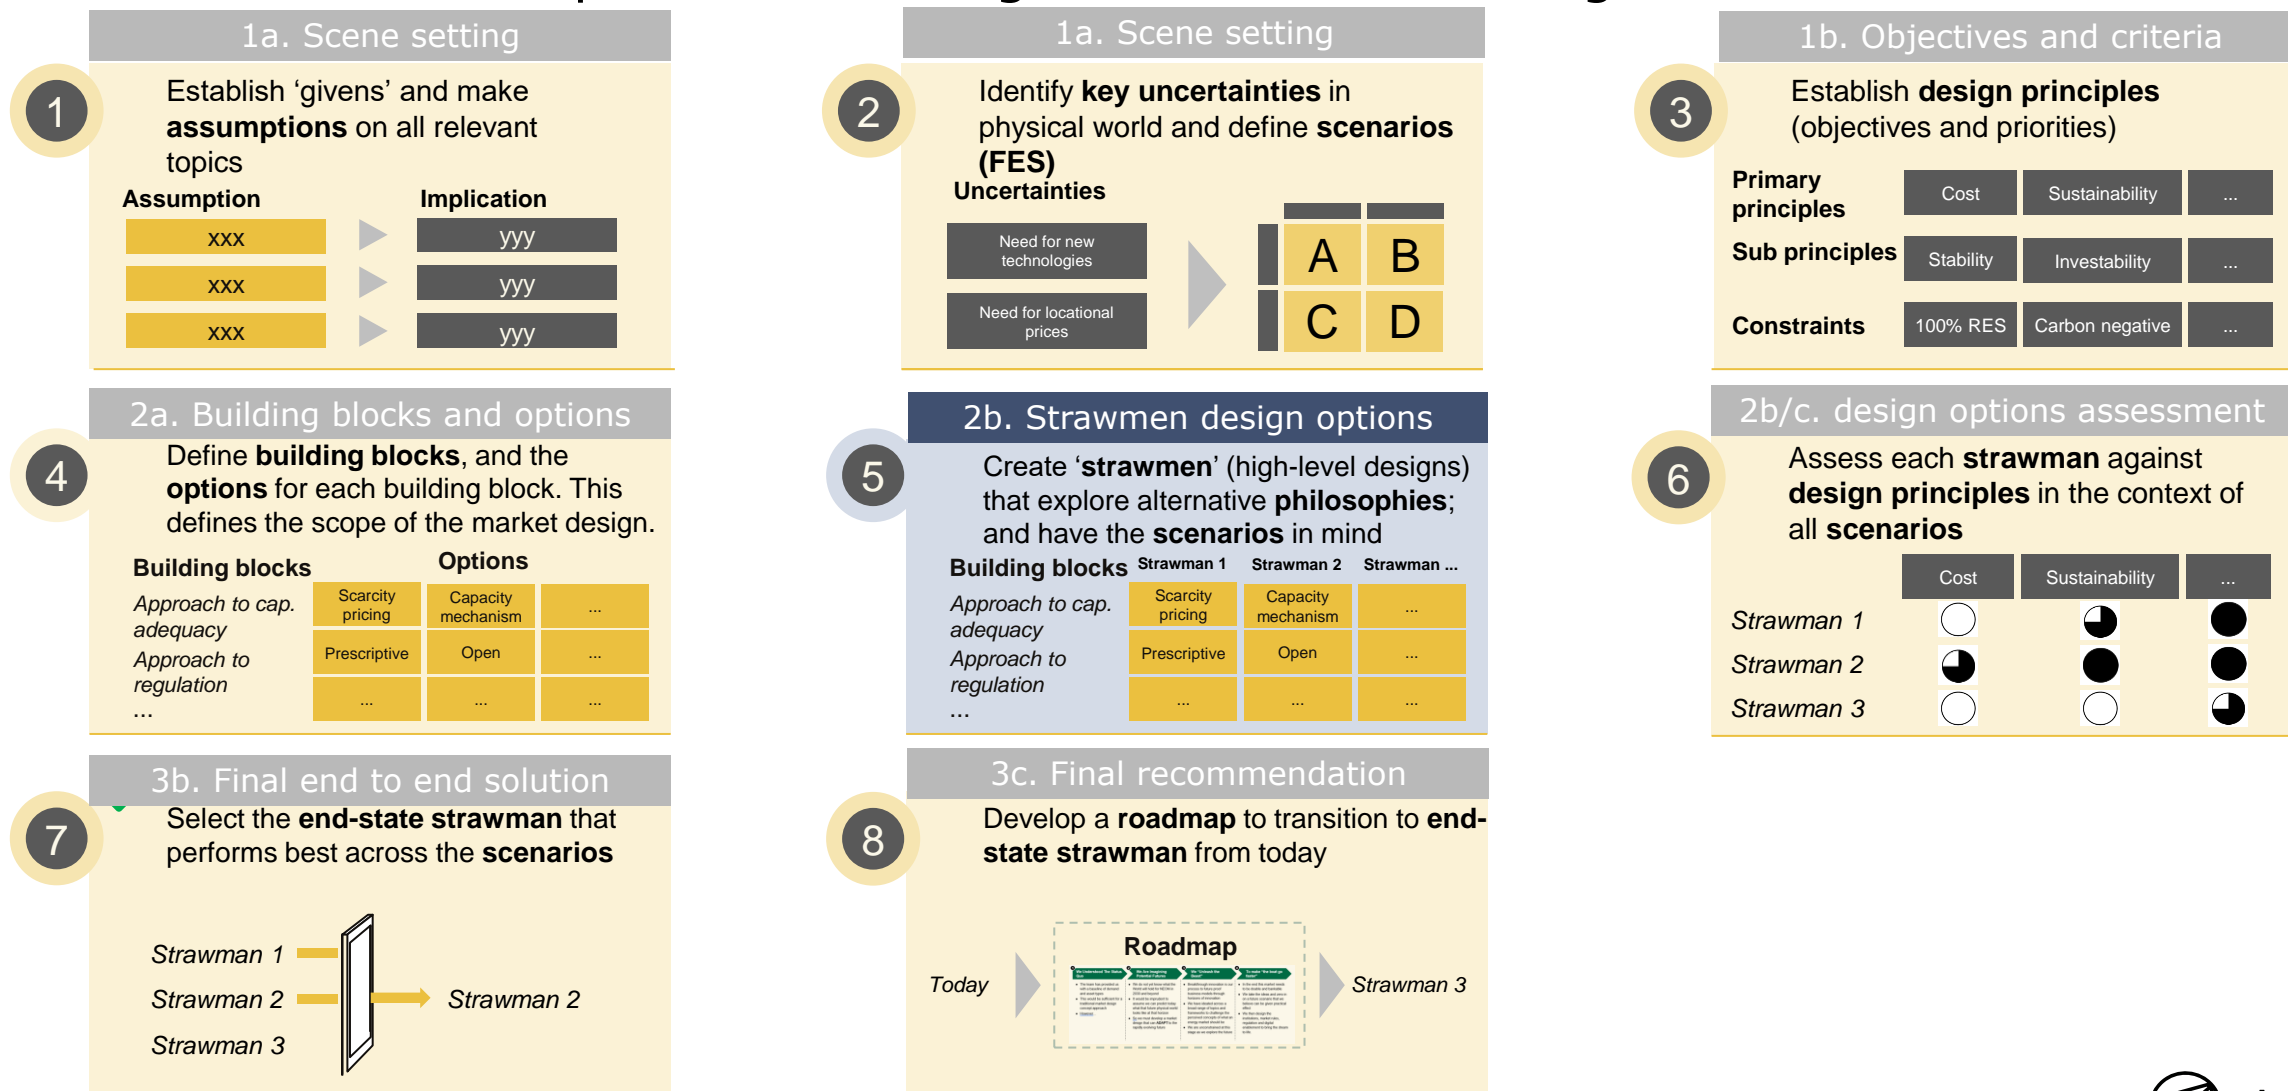 1a. Scene setting
1
Establish ‘givens’ and make
assumptions on all relevant
topics
Assumption Implication
xxx yyy
xxx yyy
xxx yyy
1a. Scene setting
2
Identify key uncertainties in
physical world and define scenarios
(FES)
Uncertainties
Need for new
technologies
Need for locational
prices
A B
C D
1b. Objectives and criteria
3
Establish design principles
(objectives and priorities)
Primary
principles
Cost Sustainability ...
Sub principles Stability Investability ...
Constraints 100% RES Carbon negative ...
2a. Building blocks and options
4
Define building blocks, and the
options for each building block. This
defines the scope of the market design.
Building blocks Options
Approach to cap.
adequacy
Scarcity
pricing
Capacity
mechanism
...
Approach to
regulation
Prescriptive Open ...
...
... ... ...
2b. Strawmen design options
5
Create ‘strawmen’ (high-level designs)
that explore alternative philosophies;
and have the scenarios in mind
Building blocks Strawman 1 Strawman 2 Strawman ...
Approach to cap.
adequacy
Scarcity
pricing
Capacity
mechanism
...
Approach to
regulation
Prescriptive Open ...
...
... ... ...
2b/c. design options assessment
6
Assess each strawman against
design principles in the context of
all scenarios
Cost Sustainability ...
Strawman 1
Strawman 2
Strawman 3
3b. Final end to end solution
7
Select the end-state strawman that
performs best across the scenarios
Strawman 1
Strawman 2 Strawman 2
Strawman 3
3c. Final recommendation
8
Develop a roadmap to transition to end-
state strawman from today
Roadmap
Today Strawman 3